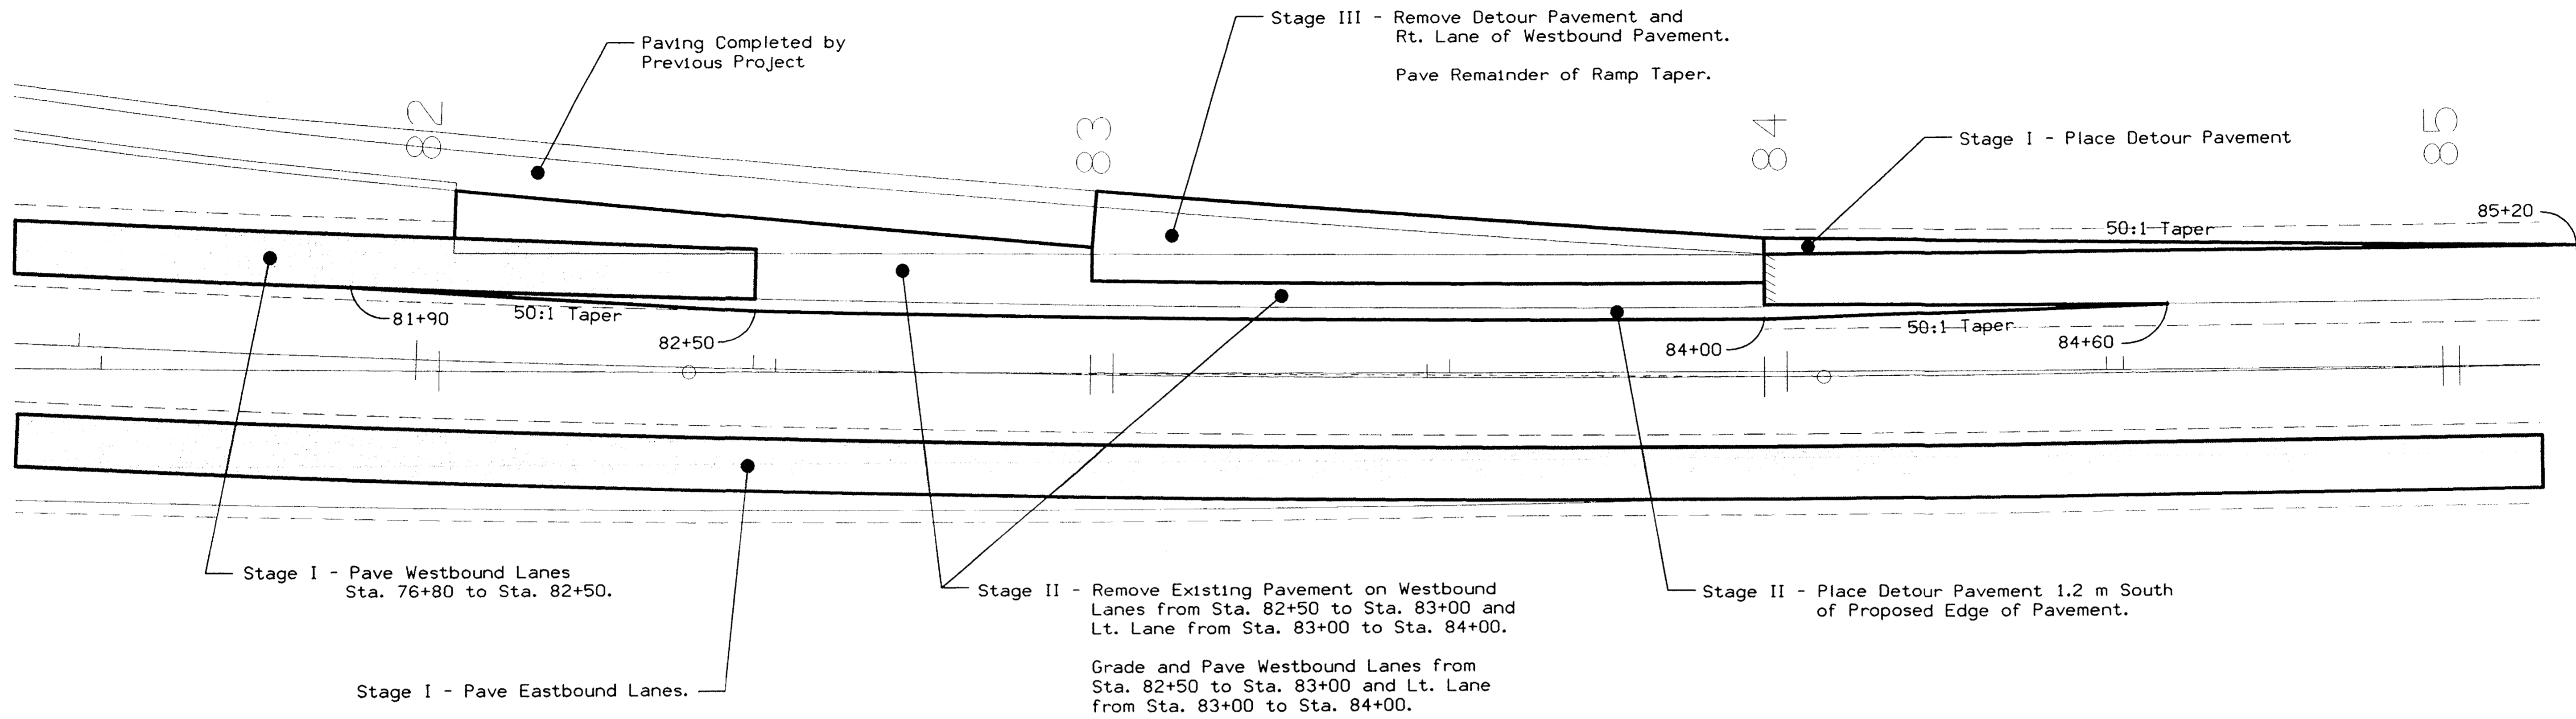 Stage III - Remove Detour Pavement and
Rt. Lane of Westbound Pavement.
Pave Remainder of Ramp Taper.
Paving Completed by
Previous Project
82
83
84
85
Stage I - Place Detour Pavement
85+20
50:1 Taper
81+90
50:1 Taper
82+50
84+00
50:1 Taper
84+60
Stage I - Pave Westbound Lanes
Sta. 76+80 to Sta. 82+50.
Stage I - Pave Eastbound Lanes.
Stage II - Remove Existing Pavement on Westbound
Lanes from Sta. 82+50 to Sta. 83+00 and
Lt. Lane from Sta. 83+00 to Sta. 84+00.
Grade and Pave Westbound Lanes from
Sta. 82+50 to Sta. 83+00 and Lt. Lane
from Sta. 83+00 to Sta. 84+00.
Stage II - Place Detour Pavement 1.2 m South
of Proposed Edge of Pavement.